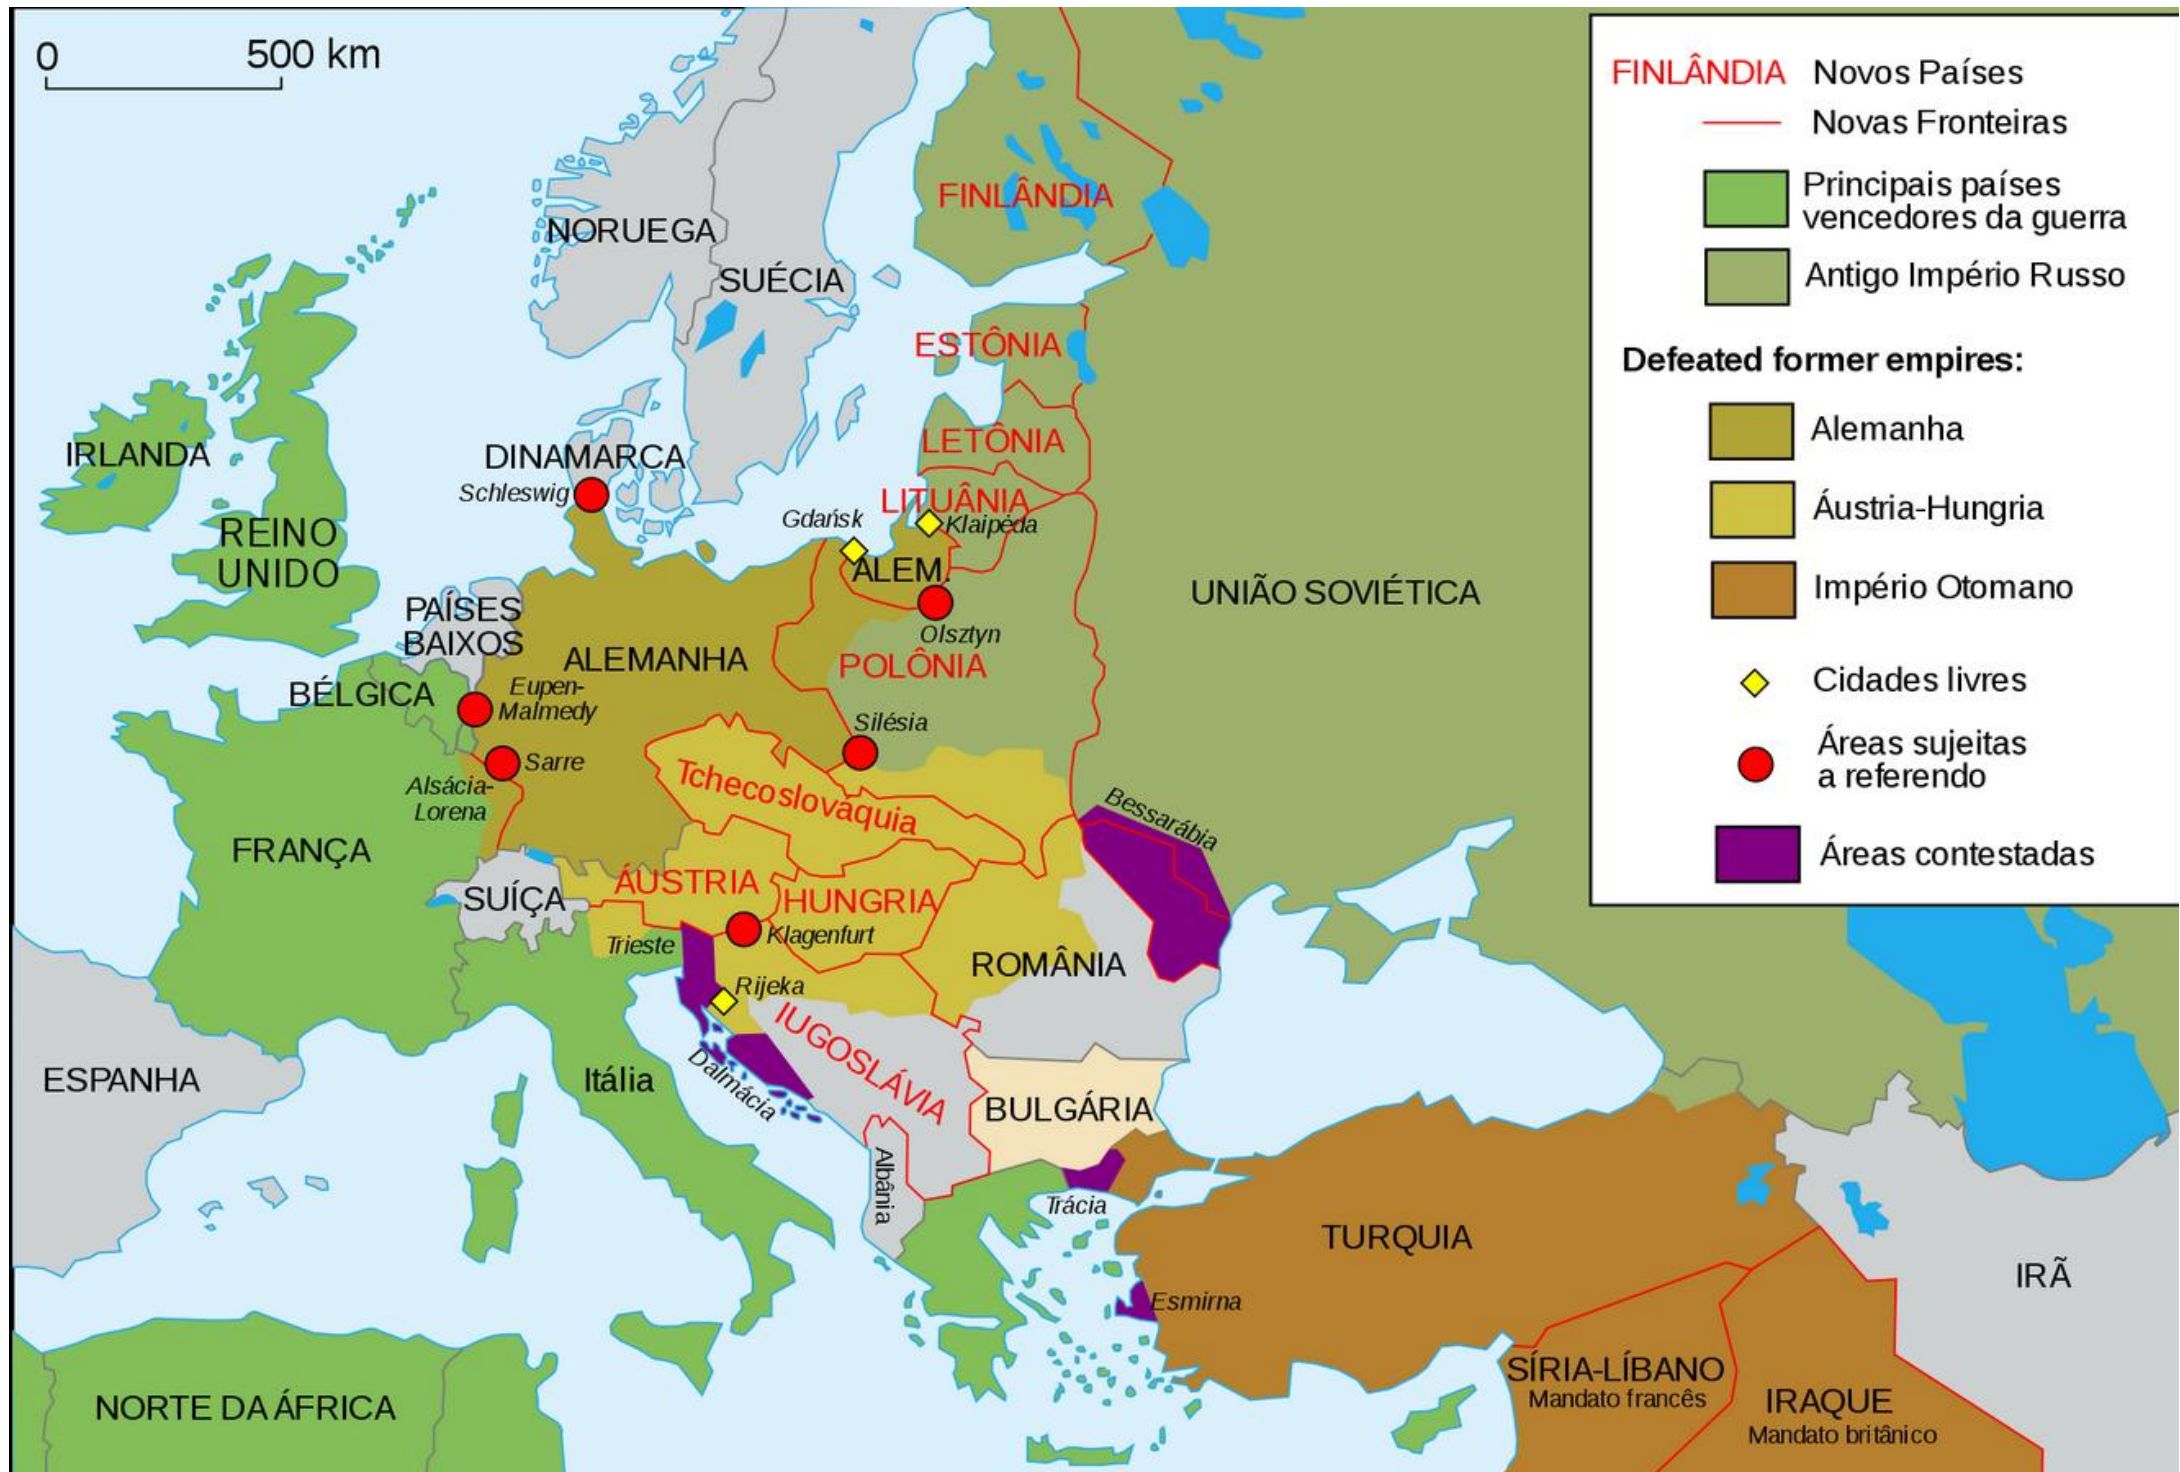 0 500 km
FINLÂNDIA Novos Países
Novas Fronteiras
Principais países
vencedores da guerra
Antigo Império Russo
Defeated former empires:
Alemanha
Áustria-Hungria
Império Otomano
Cidades livres
Áreas sujeitas
a referendo
Áreas contestadas
FINLÂNDIA
NORUEGA
SUÉCIA
ESTÔNIA
LETÔNIA
IRLANDA
DINAMARCA
Schleswig
LITUÂNIA
Klaipėda
Gdańsk
REINO
UNIDO
ALEM.
UNIÃO SOVIÉTICA
PAÍSES
BAIXOS
Olsztyn
ALEMANHA
POLÔNIA
BÉLGICA
Eupen-
Malmedy
Silésia
Sarre
Alsácia-
Lorena
Tchecoslováquia
Bessarábia
FRANÇA
SUÍÇA
ÁUSTRIA
HUNGRIA
Klagenfurt
Trieste
ROMÂNIA
Rijeka
IUGOSLÁVIA
Dalmácia
ESPANHA
Itália
BULGÁRIA
Albânia
Trácia
TURQUIA
IRÃ
Esmirna
SÍRIA-LÍBANO
Mandato francês
IRAQUE
Mandato britânico
NORTE DA ÁFRICA